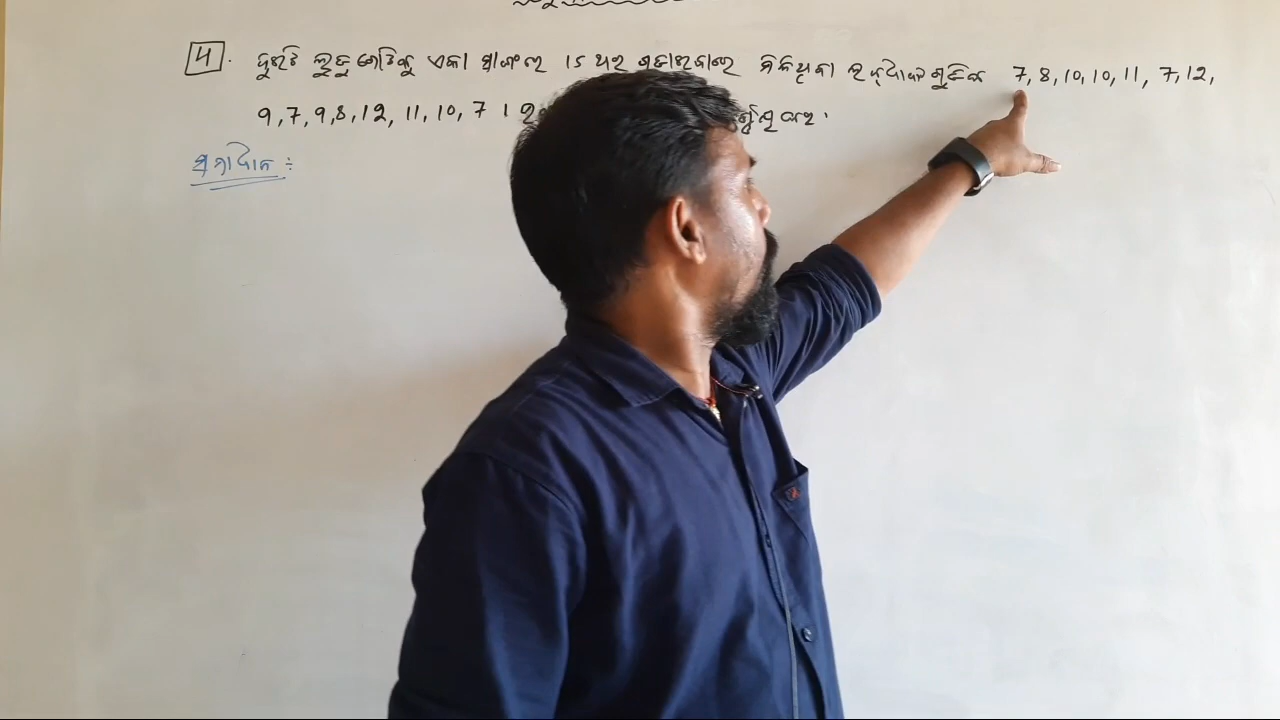 4. ଦୁଇଟି ଲୁଡୁ ଗୋଟିକୁ ଏକା ସାଙ୍ଗରେ 15 ଥର ଗଡାଇବାରେ ମିଳିଥିବା ଲବ୍ଧାଙ୍କ ଗୁଡିକ 7, 8, 10, 10, 11, 7, 12,
9, 7, 9, 8, 12, 11, 10, 7 ।
ସମାଧାନ :